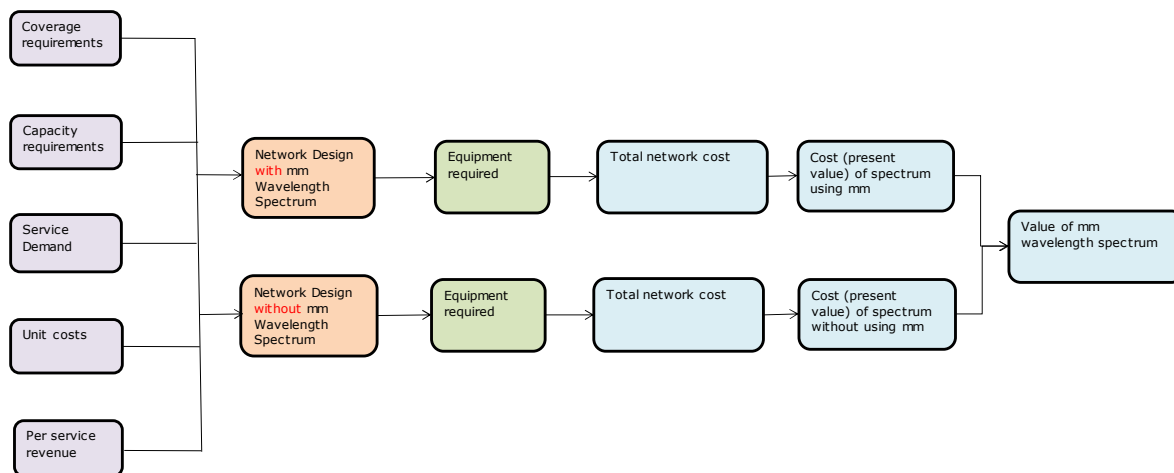 Coverage
requirements
Capacity
requirements
Service
Demand
Unit costs
Per service
revenue
Network Design
with mm
Wavelength
Spectrum
Equipment
required
Total network cost
Cost (present
value) of spectrum
using mm
Network Design
without mm
Wavelength
Spectrum
Equipment
required
Total network cost
Cost (present
value) of spectrum
without using mm
Value of mm
wavelength spectrum